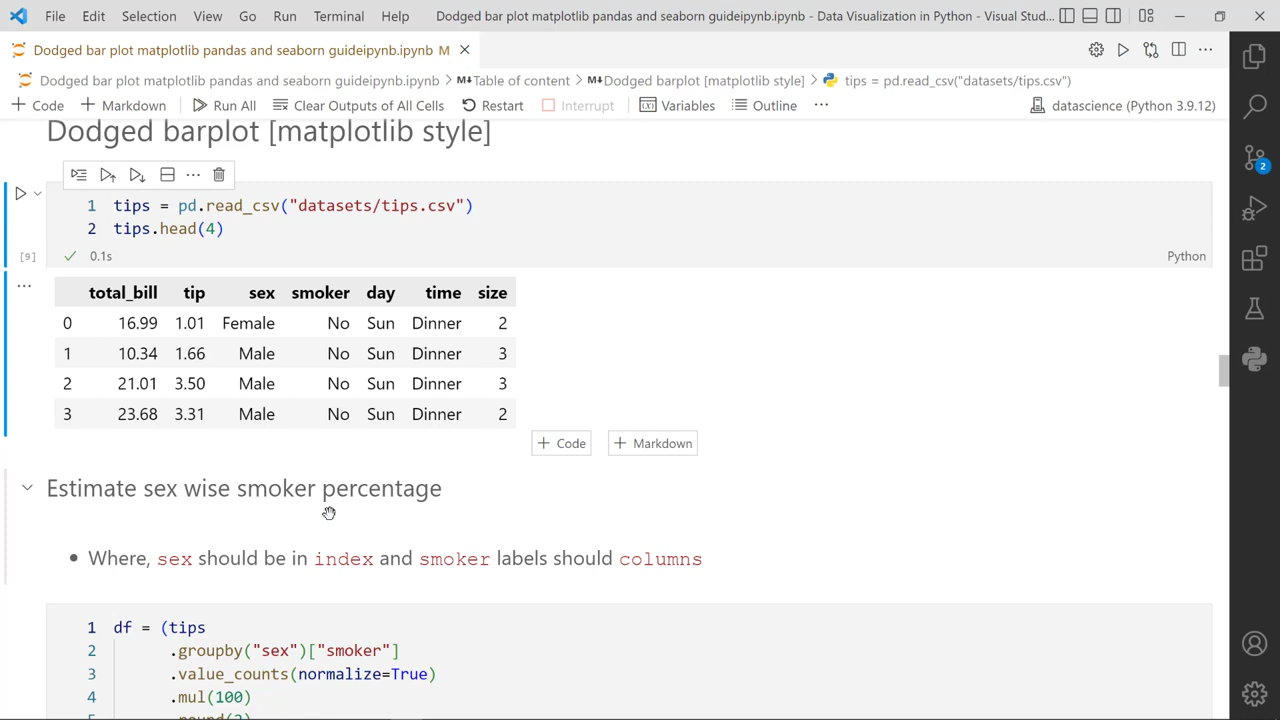 File Edit Selection View Go Run Terminal Help Dodged bar plot matplotlib pandas and seaborn guideipynb.ipynb - Data Visualization in Python - Visual Stud...
Dodged bar plot matplotlib pandas and seaborn guideipynb.ipynb M
Dodged bar plot matplotlib pandas and seaborn guideipynb.ipynb > M↓Table of content > M↓Dodged barplot [matplotlib style] > tips = pd.read_csv("datasets/tips.csv")
+ Code + Markdown Run All Clear Outputs of All Cells Restart Interrupt Variables Outline ... datascience (Python 3.9.12)
Dodged barplot [matplotlib style]
1 tips = pd.read_csv("datasets/tips.csv")
2 tips.head(4)
[9] 0.1s Python
total_bill tip sex smoker day time size
0 16.99 1.01 Female No Sun Dinner 2
1 10.34 1.66 Male No Sun Dinner 3
2 21.01 3.50 Male No Sun Dinner 3
3 23.68 3.31 Male No Sun Dinner 2
+ Code + Markdown
Estimate sex wise smoker percentage
• Where, sex should be in index and smoker labels should columns
1 df = (tips
2 .groupby("sex")["smoker"]
3 .value_counts(normalize=True)
4 .mul(100)
5 .round(2)
2